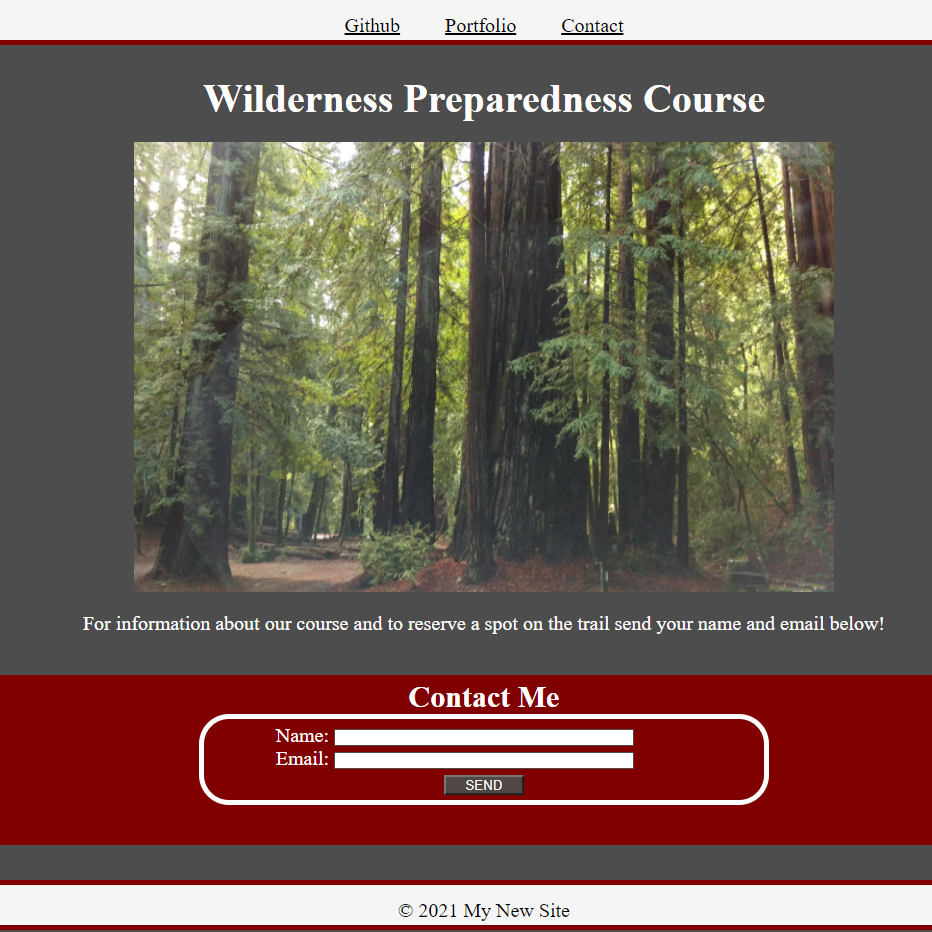 Github Portfolio Contact
Wilderness Preparedness Course
For information about our course and to reserve a spot on the trail send your name and email below!
Contact Me
Name:
Email:
SEND
© 2021 My New Site